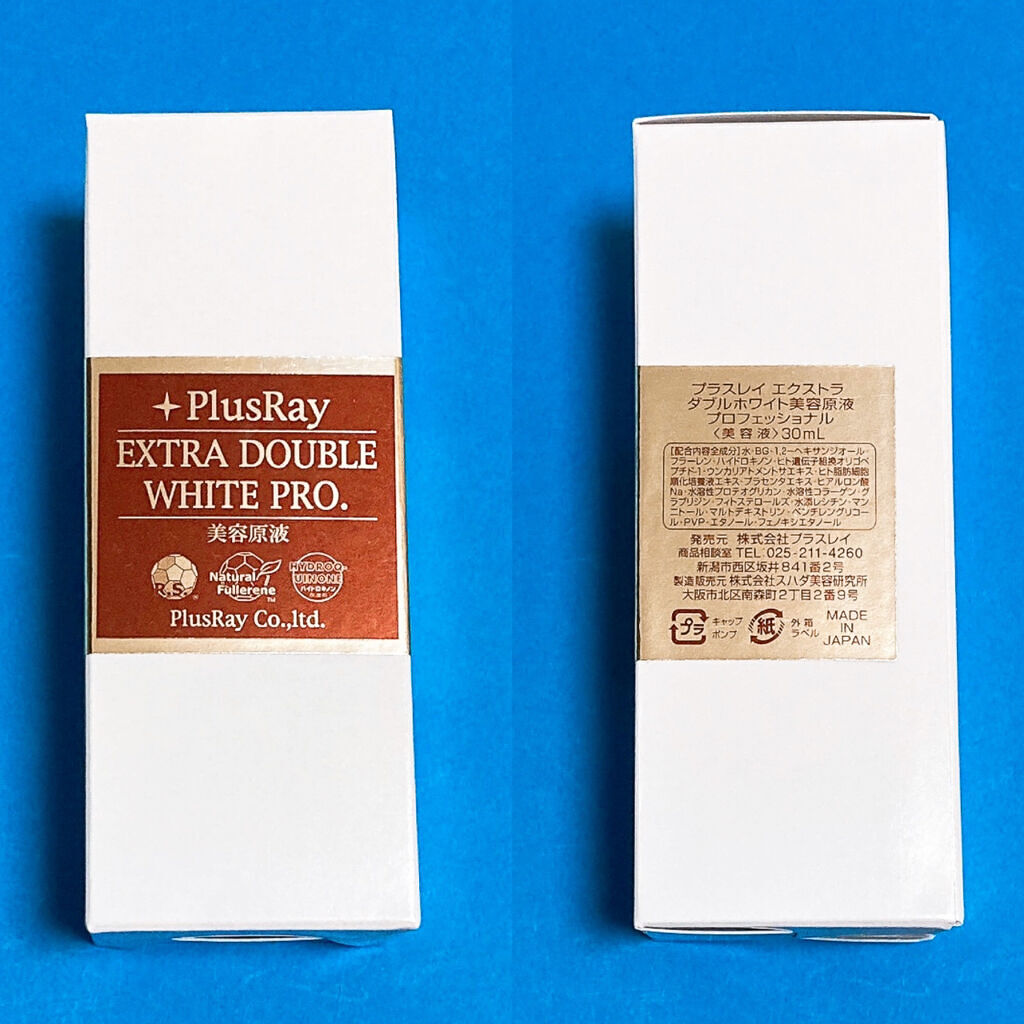 PlusRay
EXTRA DOUBLE
WHITE PRO.
美容原液
R.S.
®
Natural
Fullerene
TM
HYDROQ
UINONE
ハイドロキノン
PlusRay Co.,ltd.
プラスレイ エクストラ
ダブルホワイト美容原液
プロフェッショナル
〈美容液〉30mL
【配合内容全成分】水・BG・1,2-ヘキサンジオール・
フラーレン・ハイドロキノン・ヒト遺伝子組換オリゴペ
プチド-1・ウンカリアトメントサエキス・ヒト脂肪細胞
順化培養液エキス・プラセンタエキス・ヒアルロン酸
Na・水溶性プロテオグリカン・水溶性コラーゲン・グ
ラブリジン・フィトステロールズ・水添レシチン・マン
ニトール・マルトデキストリン・ペンチレングリコー
ル・PVP・エタノール・フェノキシエタノール
発売元 株式会社プラスレイ
商品相談室 TEL:025-211-4260
新潟市西区坂井841番2号
製造販売元 株式会社スハダ美容研究所
大阪市北区南森町2丁目2番9号
プラ
キャップ
ポンプ
紙
外箱
ラベル
MADE
IN
JAPAN